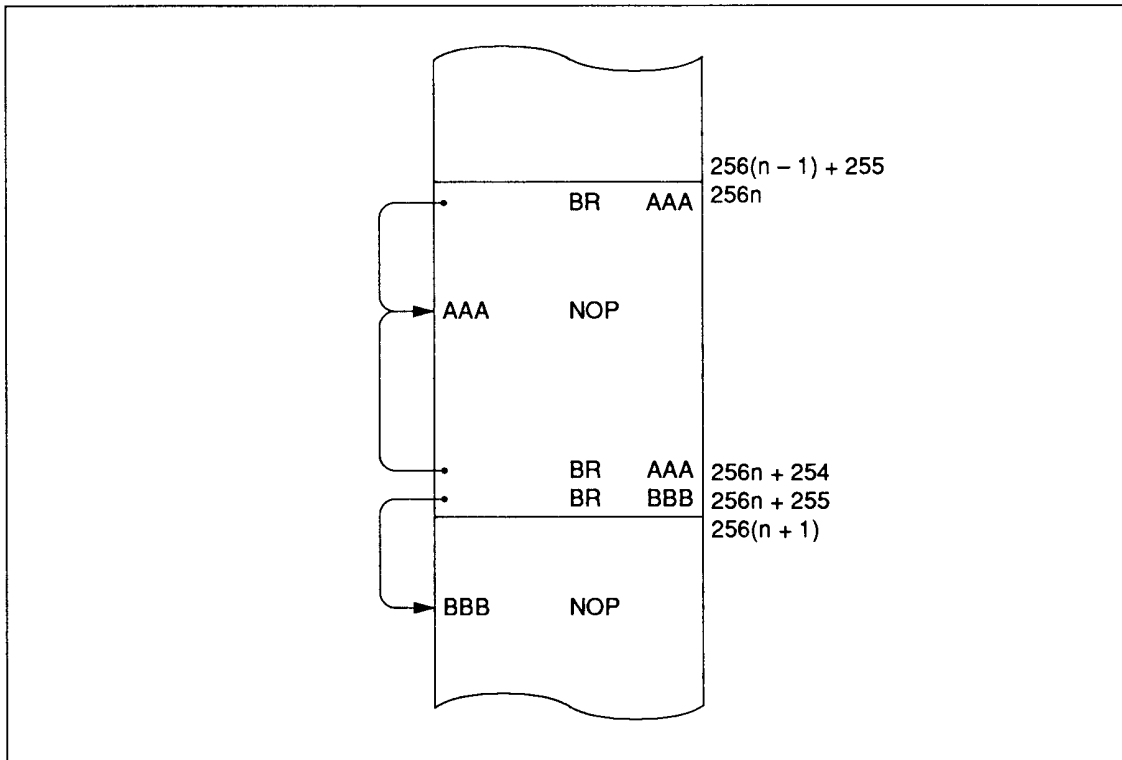 256(n – 1) + 255
256n
BR AAA
AAA NOP
BR AAA 256n + 254
BR BBB 256n + 255
256(n + 1)
BBB NOP